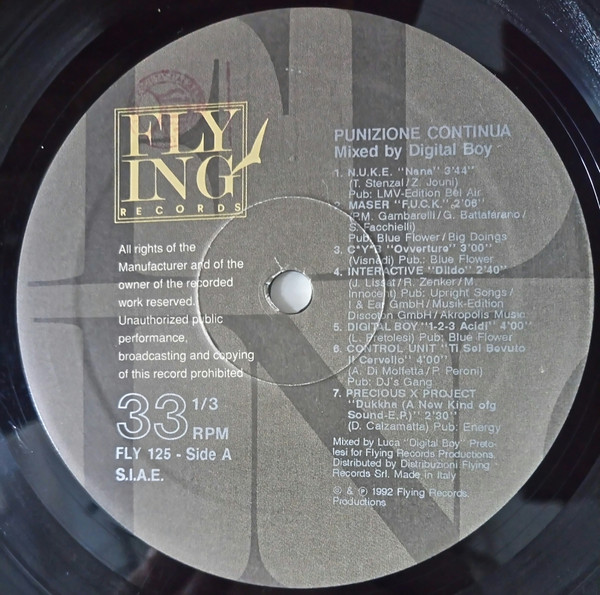 FLY
ING
RECORDS
All rights of the
Manufacturer and of the
owner of the recorded
work reserved.
Unauthorized public
performance,
broadcasting and copying
of this record prohibited
33 1/3
RPM
FLY 125 - Side A
S.I.A.E.
PUNIZIONE CONTINUA
Mixed by Digital Boy
1. N.U.K.E. "Nana" 3'44"
(T. Stenzal/Z. Jouni)
Pub: LMV-Edition Bel Air
2. MASER "F.U.C.K." 2'06"
(P.M. Gambarelli/G. Battafarano/
S. Facchielli)
Pub: Blue Flower/Big Doings
3. C*Y*B "Ovverture" 3'00"
(Visnadi) Pub: Blue Flower
4. INTERACTIVE "Dildo" 2'40"
(J. Lissat/R. Zenker/M.
Innocent) Pub: Upright Songs/
I & Ear GmbH/Musik-Edition
Discoton GmbH/Akropolis Music
5. DIGITAL BOY "1-2-3 Acid!" 4'00"
(L. Pretolesi) Pub: Blue Flower
6. CONTROL UNIT "Ti Sei Bevuto
Il Cervello" 4'00"
(A. Di Molfetta/P. Peroni)
Pub: DJ's Gang
7. PRECIOUS X PROJECT
"Dukkha (A New Kind ofg
Sound-E.P.)" 2'30"
(D. Calzamatta) Pub: Energy
Mixed by Luca "Digital Boy" Preto-
lesi for Flying Records Productions.
Distributed by Distribuzioni Flying
Records Srl. Made in Italy
© & ℗ 1992 Flying Records
Productions